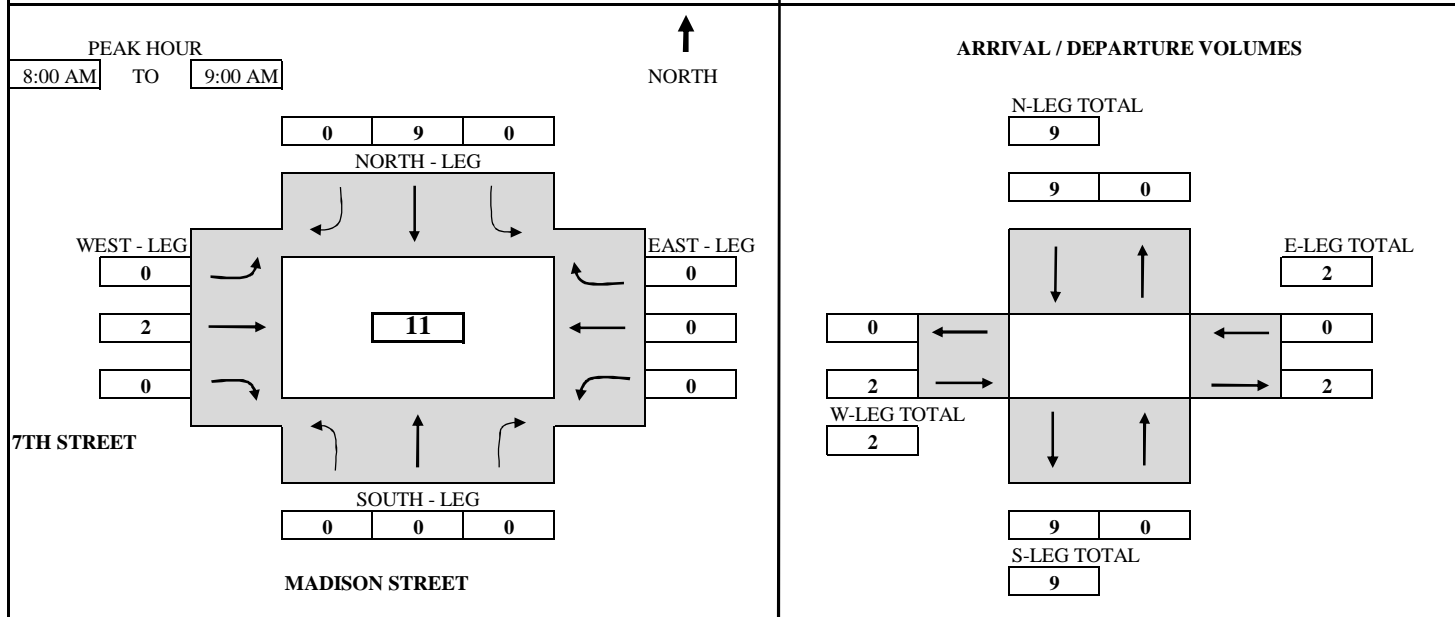 PEAK HOUR
8:00 AM TO 9:00 AM
NORTH
0 9 0
NORTH - LEG
WEST - LEG
EAST - LEG
0
0
2
11
0
0
0
7TH STREET
SOUTH - LEG
0 0 0
MADISON STREET
ARRIVAL / DEPARTURE VOLUMES
N-LEG TOTAL
9
9 0
E-LEG TOTAL
2
0
0
2
2
W-LEG TOTAL
2
9 0
S-LEG TOTAL
9